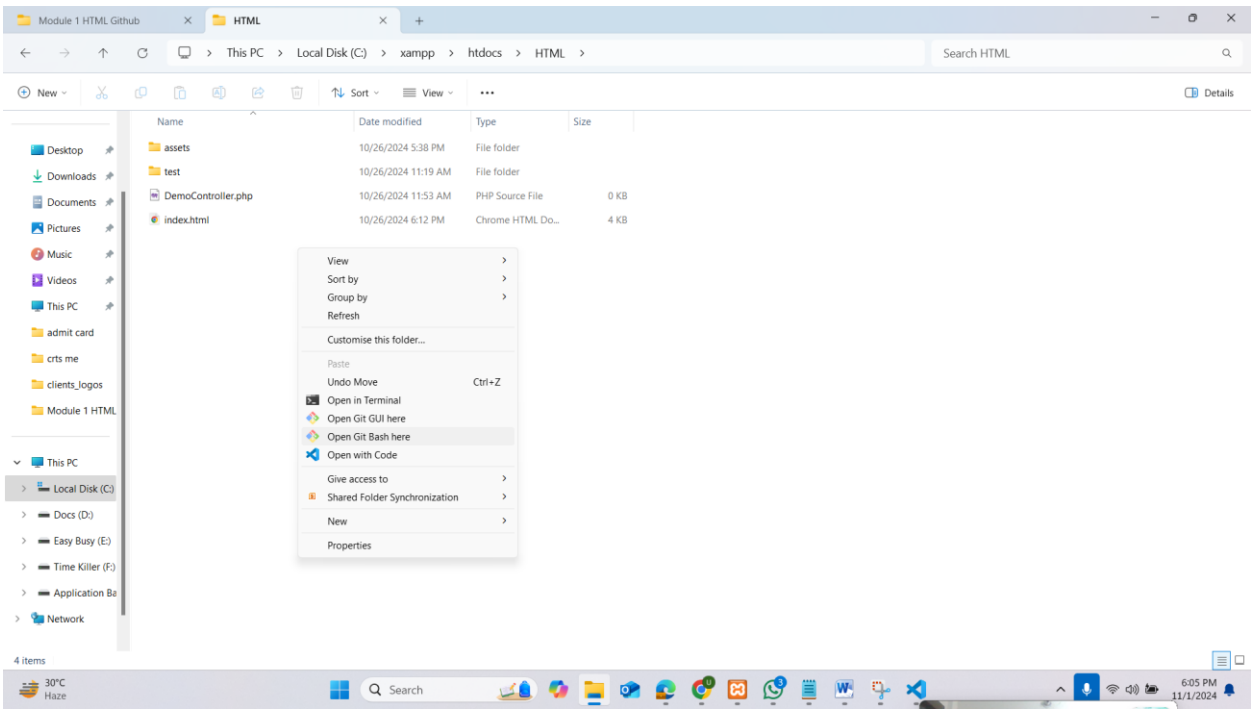 Module 1 HTML Github
HTML
This PC > Local Disk (C:) > xampp > htdocs > HTML >
Search HTML
New
Sort
View
Details
Name Date modified Type Size
assets 10/26/2024 5:38 PM File folder
test 10/26/2024 11:19 AM File folder
DemoController.php 10/26/2024 11:53 AM PHP Source File 0 KB
index.html 10/26/2024 6:12 PM Chrome HTML Do... 4 KB
Desktop
Downloads
Documents
Pictures
Music
Videos
This PC
admit card
crts me
clients_logos
Module 1 HTML
This PC
Local Disk (C:)
Docs (D:)
Easy Busy (E:)
Time Killer (F:)
Application Ba
Network
View
Sort by
Group by
Refresh
Customise this folder...
Paste
Undo Move Ctrl+Z
Open in Terminal
Open Git GUI here
Open Git Bash here
Open with Code
Give access to
Shared Folder Synchronization
New
Properties
4 items
30°C
Haze
Search
3
6:05 PM
11/1/2024